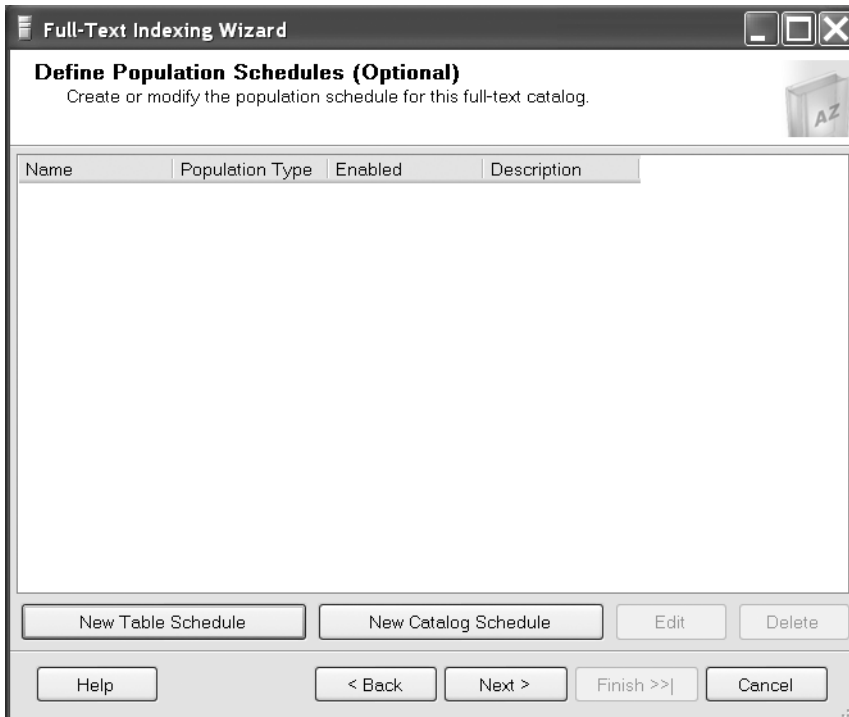 Full-Text Indexing Wizard
Define Population Schedules (Optional)
Create or modify the population schedule for this full-text catalog.
AZ
Name Population Type Enabled Description
New Table Schedule New Catalog Schedule Edit Delete
Help < Back Next > Finish >>| Cancel